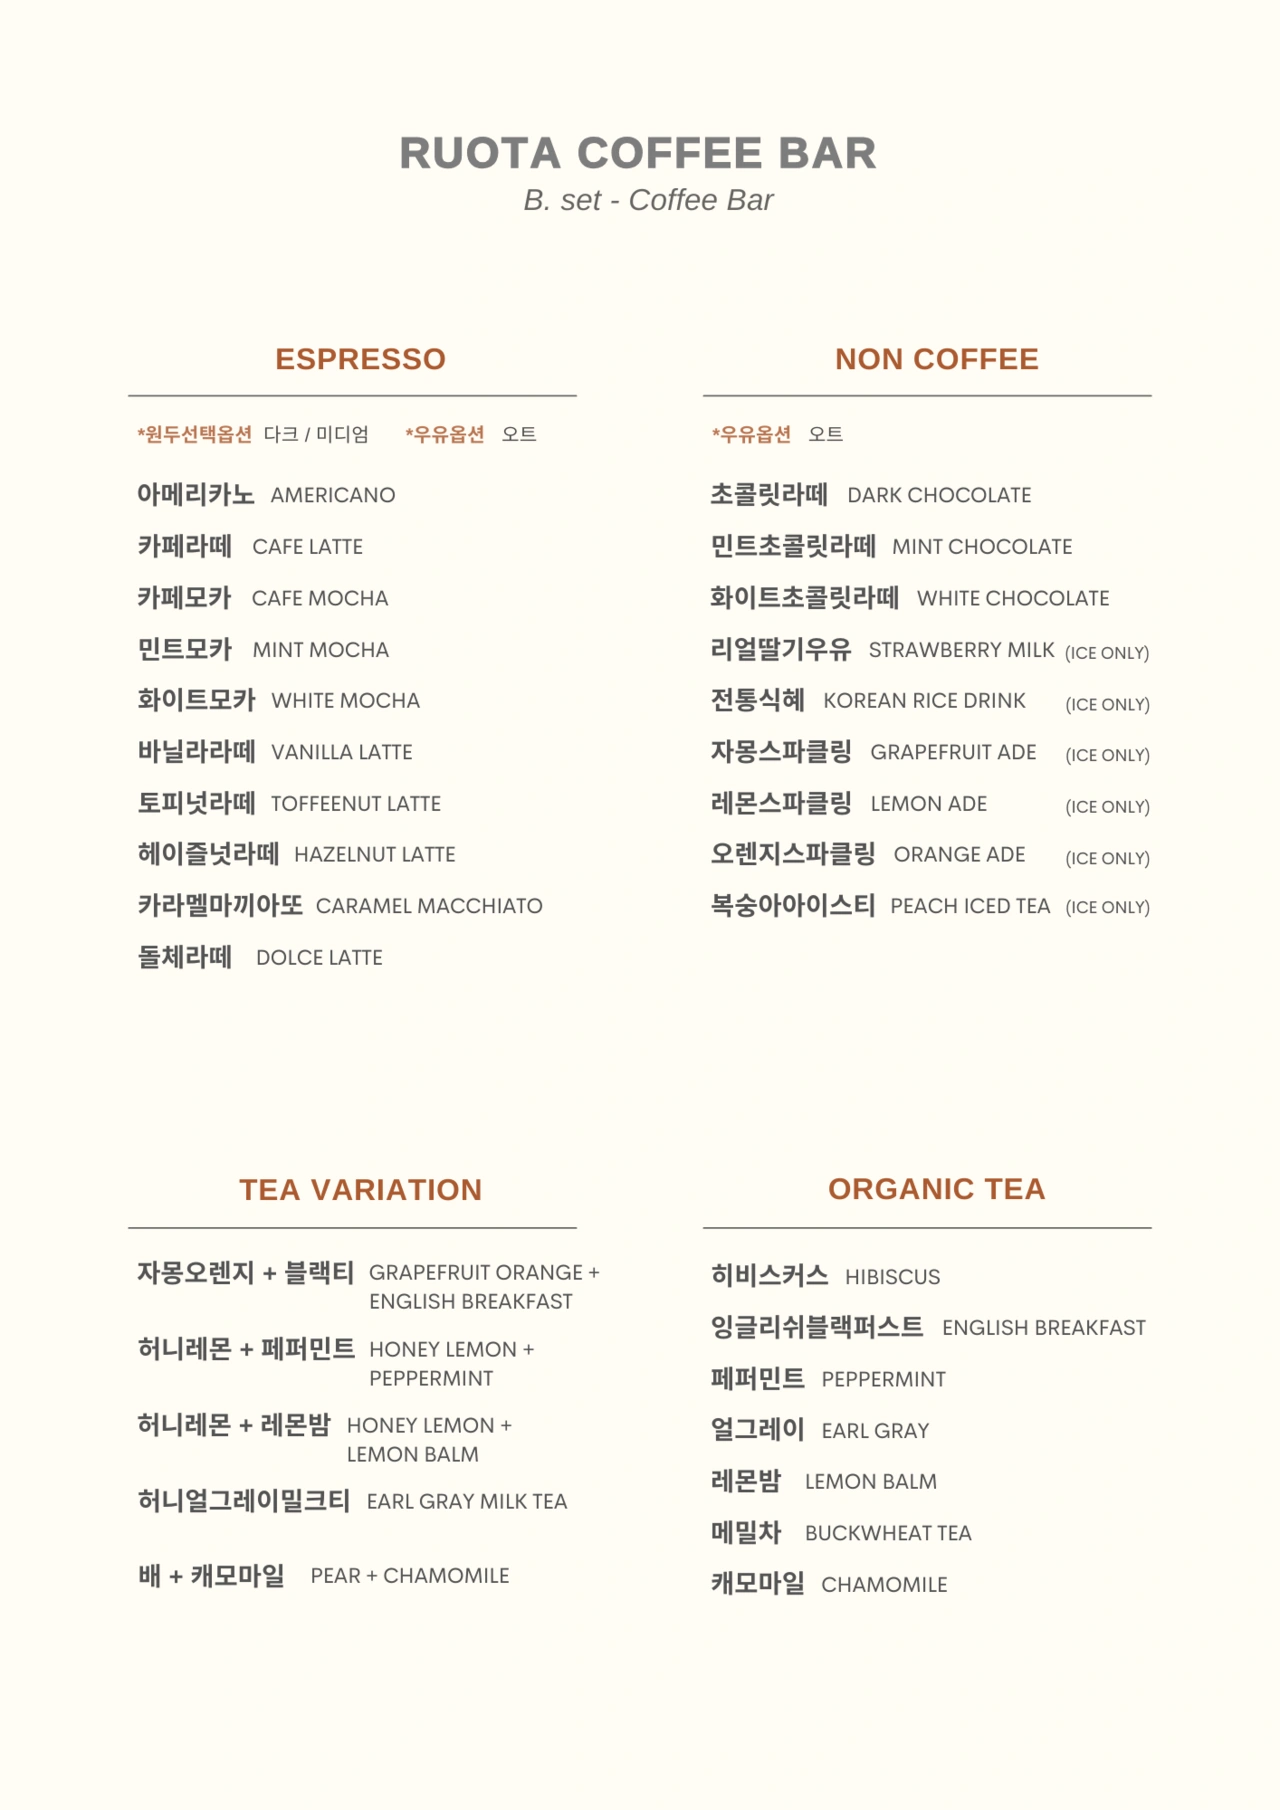 RUOTA COFFEE BAR
B. set - Coffee Bar
ESPRESSO
*원두선택옵션 다크 / 미디엄 *우유옵션 오트
아메리카노 AMERICANO
카페라떼 CAFE LATTE
카페모카 CAFE MOCHA
민트모카 MINT MOCHA
화이트모카 WHITE MOCHA
바닐라라떼 VANILLA LATTE
토피넛라떼 TOFFEENUT LATTE
헤이즐넛라떼 HAZELNUT LATTE
카라멜마끼아또 CARAMEL MACCHIATO
돌체라떼 DOLCE LATTE
NON COFFEE
*우유옵션 오트
초콜릿라떼 DARK CHOCOLATE
민트초콜릿라떼 MINT CHOCOLATE
화이트초콜릿라떼 WHITE CHOCOLATE
리얼딸기우유 STRAWBERRY MILK (ICE ONLY)
전통식혜 KOREAN RICE DRINK (ICE ONLY)
자몽스파클링 GRAPEFRUIT ADE (ICE ONLY)
레몬스파클링 LEMON ADE (ICE ONLY)
오렌지스파클링 ORANGE ADE (ICE ONLY)
복숭아아이스티 PEACH ICED TEA (ICE ONLY)
TEA VARIATION
자몽오렌지 + 블랙티 GRAPEFRUIT ORANGE +
ENGLISH BREAKFAST
허니레몬 + 페퍼민트 HONEY LEMON +
PEPPERMINT
허니레몬 + 레몬밤 HONEY LEMON +
LEMON BALM
허니얼그레이밀크티 EARL GRAY MILK TEA
배 + 캐모마일 PEAR + CHAMOMILE
ORGANIC TEA
히비스커스 HIBISCUS
잉글리쉬블랙퍼스트 ENGLISH BREAKFAST
페퍼민트 PEPPERMINT
얼그레이 EARL GRAY
레몬밤 LEMON BALM
메밀차 BUCKWHEAT TEA
캐모마일 CHAMOMILE